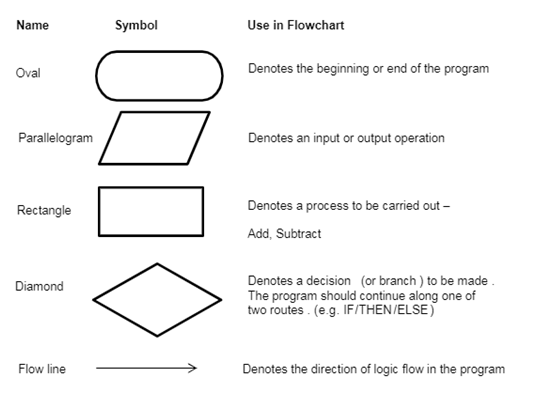 Name Symbol Use in Flowchart
Oval Denotes the beginning or end of the program
Parallelogram Denotes an input or output operation
Rectangle Denotes a process to be carried out –
Add, Subtract
Diamond Denotes a decision (or branch ) to be made .
The program should continue along one of
two routes . (e.g. IF/THEN/ELSE )
Flow line Denotes the direction of logic flow in the program